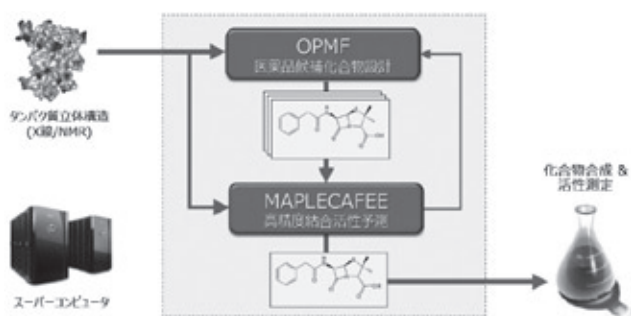 OPMF
医薬品候補化合物設計
タンパク質立体構造
(X線/NMR)
MAPLECAFEE
高精度結合活性予測
化合物合成 &
活性測定
スーパーコンピュータ